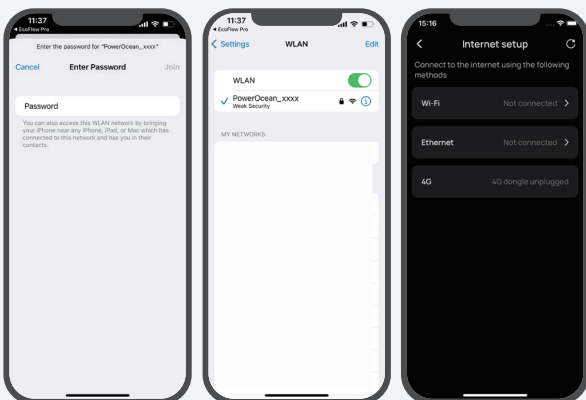 11:37
◀ EcoFlow Pro
Enter the password for "PowerOcean_ xxxx"
Cancel
Enter Password
Join
Password
You can also access this WLAN network by bringing
your iPhone near any iPhone, iPad, or Mac which has
connected to this network and has you in their
contacts.
11:37
◀ EcoFlow Pro
Settings
WLAN
Edit
WLAN
PowerOcean_xxxx
Weak Security
MY NETWORKS
15:16
Internet setup
Connect to the internet using the following
methods
Wi-Fi
Not connected
Ethernet
Not connected
4G
4G dongle unplugged